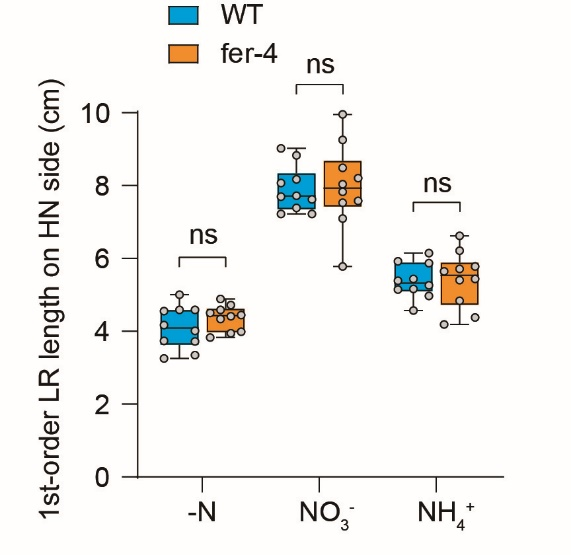 WT
fer-4
1st-order LR length on HN side (cm)
10
8
6
4
2
0
ns
ns
ns
-N
NO₃⁻
NH₄⁺